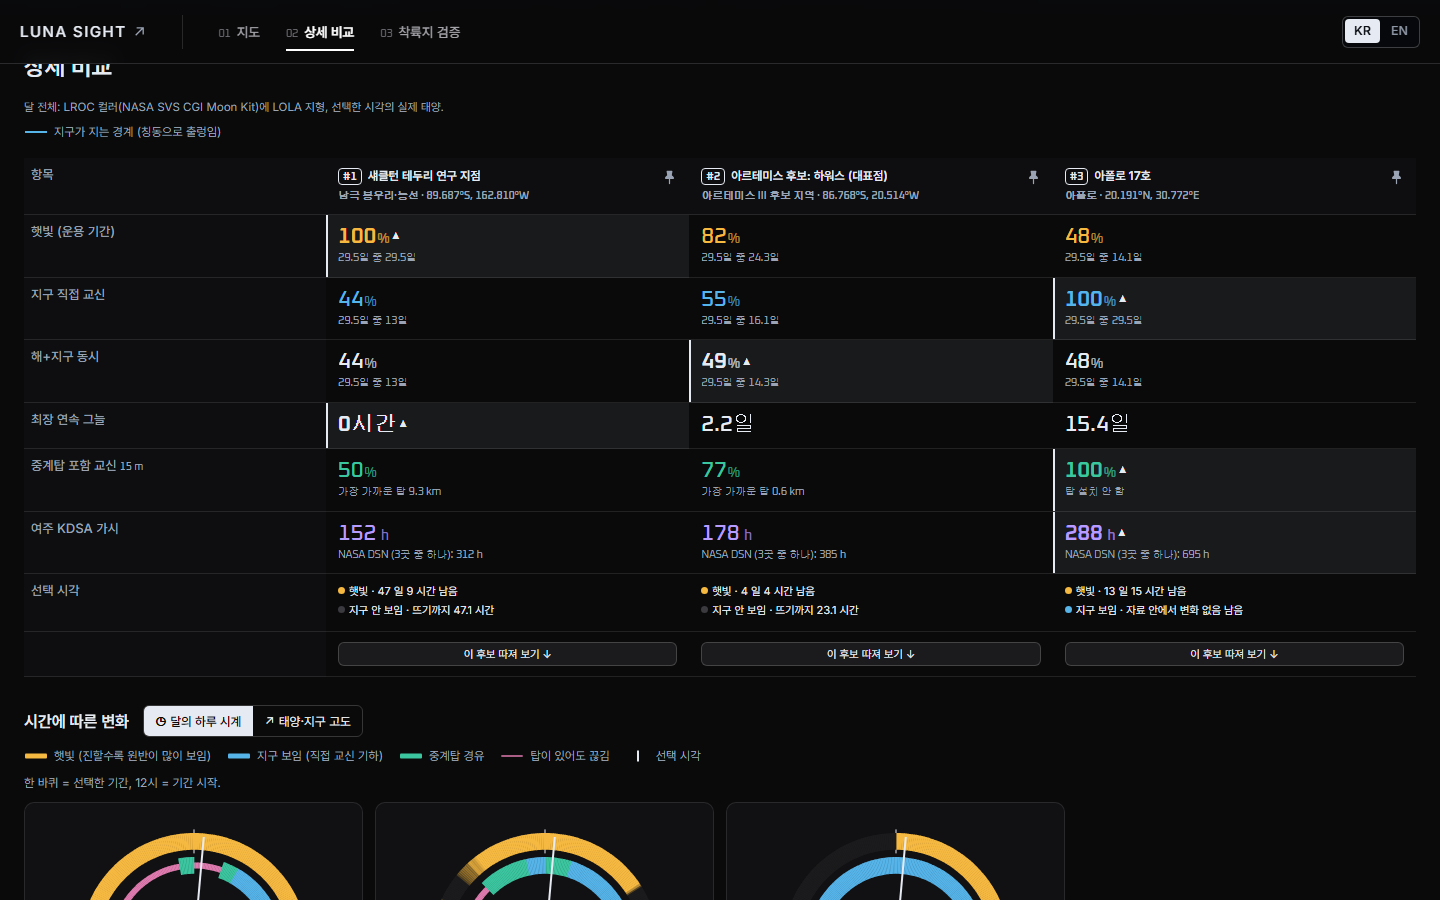 LUNA SIGHT ↗
01 지도
02 상세 비교
03 착륙지 검증
KR EN
상세 비교
달 전체: LROC 컬러(NASA SVS CGI Moon Kit)에 LOLA 지형, 선택한 시각의 실제 태양.
지구가 지는 경계 (칭동으로 출렁임)
항목
#1 섀클턴 테두리 연구 지점
남극 봉우리·능선 · 89.687°S, 162.810°W
#2 아르테미스 후보: 하워스 (대표점)
아르테미스 III 후보 지역 · 86.768°S, 20.514°W
#3 아폴로 17호
아폴로 · 20.191°N, 30.772°E
햇빛 (운용 기간)
100% ▲
29.5일 중 29.5일
82%
29.5일 중 24.3일
48%
29.5일 중 14.1일
지구 직접 교신
44%
29.5일 중 13일
55%
29.5일 중 16.1일
100% ▲
29.5일 중 29.5일
해+지구 동시
44%
29.5일 중 13일
49% ▲
29.5일 중 14.3일
48%
29.5일 중 14.1일
최장 연속 그늘
0시간 ▲
2.2일
15.4일
중계탑 포함 교신 15 m
50%
가장 가까운 탑 9.3 km
77%
가장 가까운 탑 0.6 km
100% ▲
탑 설치 안 함
여주 KDSA 가시
152 h
NASA DSN (3곳 중 하나): 312 h
178 h
NASA DSN (3곳 중 하나): 385 h
288 h ▲
NASA DSN (3곳 중 하나): 695 h
선택 시각
햇빛 · 47 일 9 시간 남음
지구 안 보임 · 뜨기까지 47.1 시간
햇빛 · 4 일 4 시간 남음
지구 안 보임 · 뜨기까지 23.1 시간
햇빛 · 13 일 15 시간 남음
지구 보임 · 자료 안에서 변화 없음 남음
이 후보 따져 보기 ↓
이 후보 따져 보기 ↓
이 후보 따져 보기 ↓
시간에 따른 변화
달의 하루 시계
↗ 태양·지구 고도
햇빛 (진할수록 원반이 많이 보임)
지구 보임 (직접 교신 기하)
중계탑 경유
탑이 있어도 끊김
선택 시각
한 바퀴 = 선택한 기간, 12시 = 기간 시작.